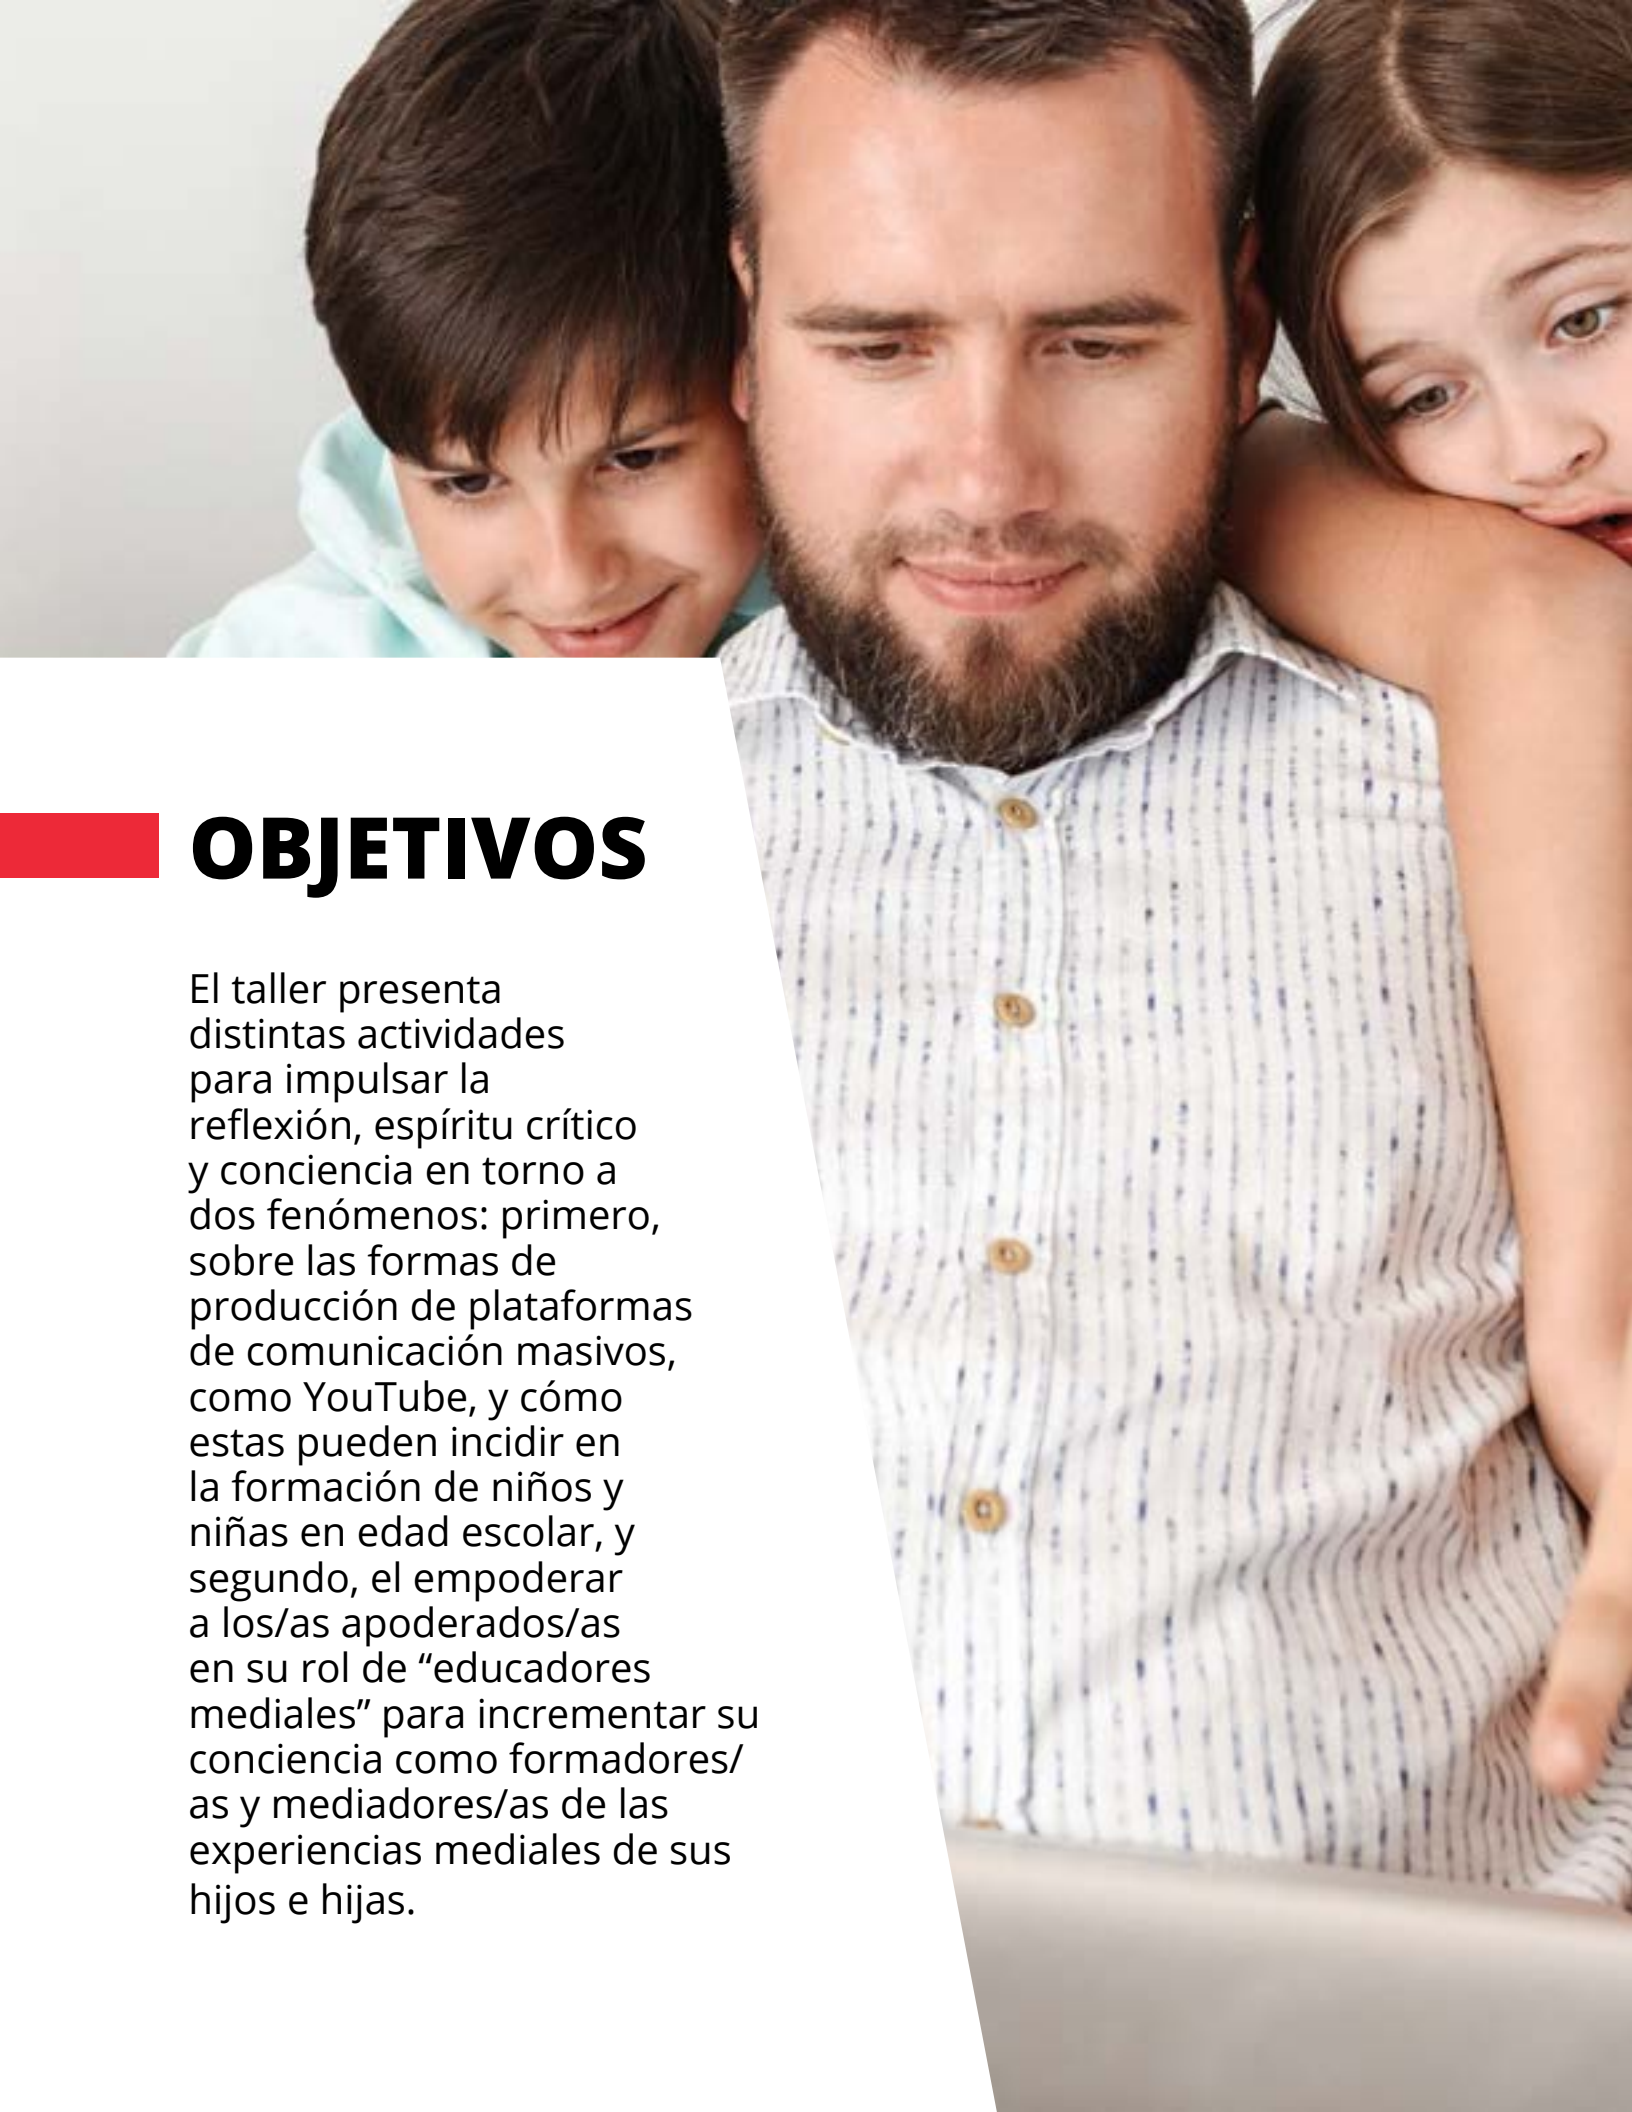 OBJETIVOS
El taller presenta
distintas actividades
para impulsar la
reflexión, espíritu crítico
y conciencia en torno a
dos fenómenos: primero,
sobre las formas de
producción de plataformas
de comunicación masivos,
como YouTube, y cómo
estas pueden incidir en
la formación de niños y
niñas en edad escolar, y
segundo, el empoderar
a los/as apoderados/as
en su rol de “educadores
mediales” para incrementar su
conciencia como formadores/
as y mediadores/as de las
experiencias mediales de sus
hijos e hijas.